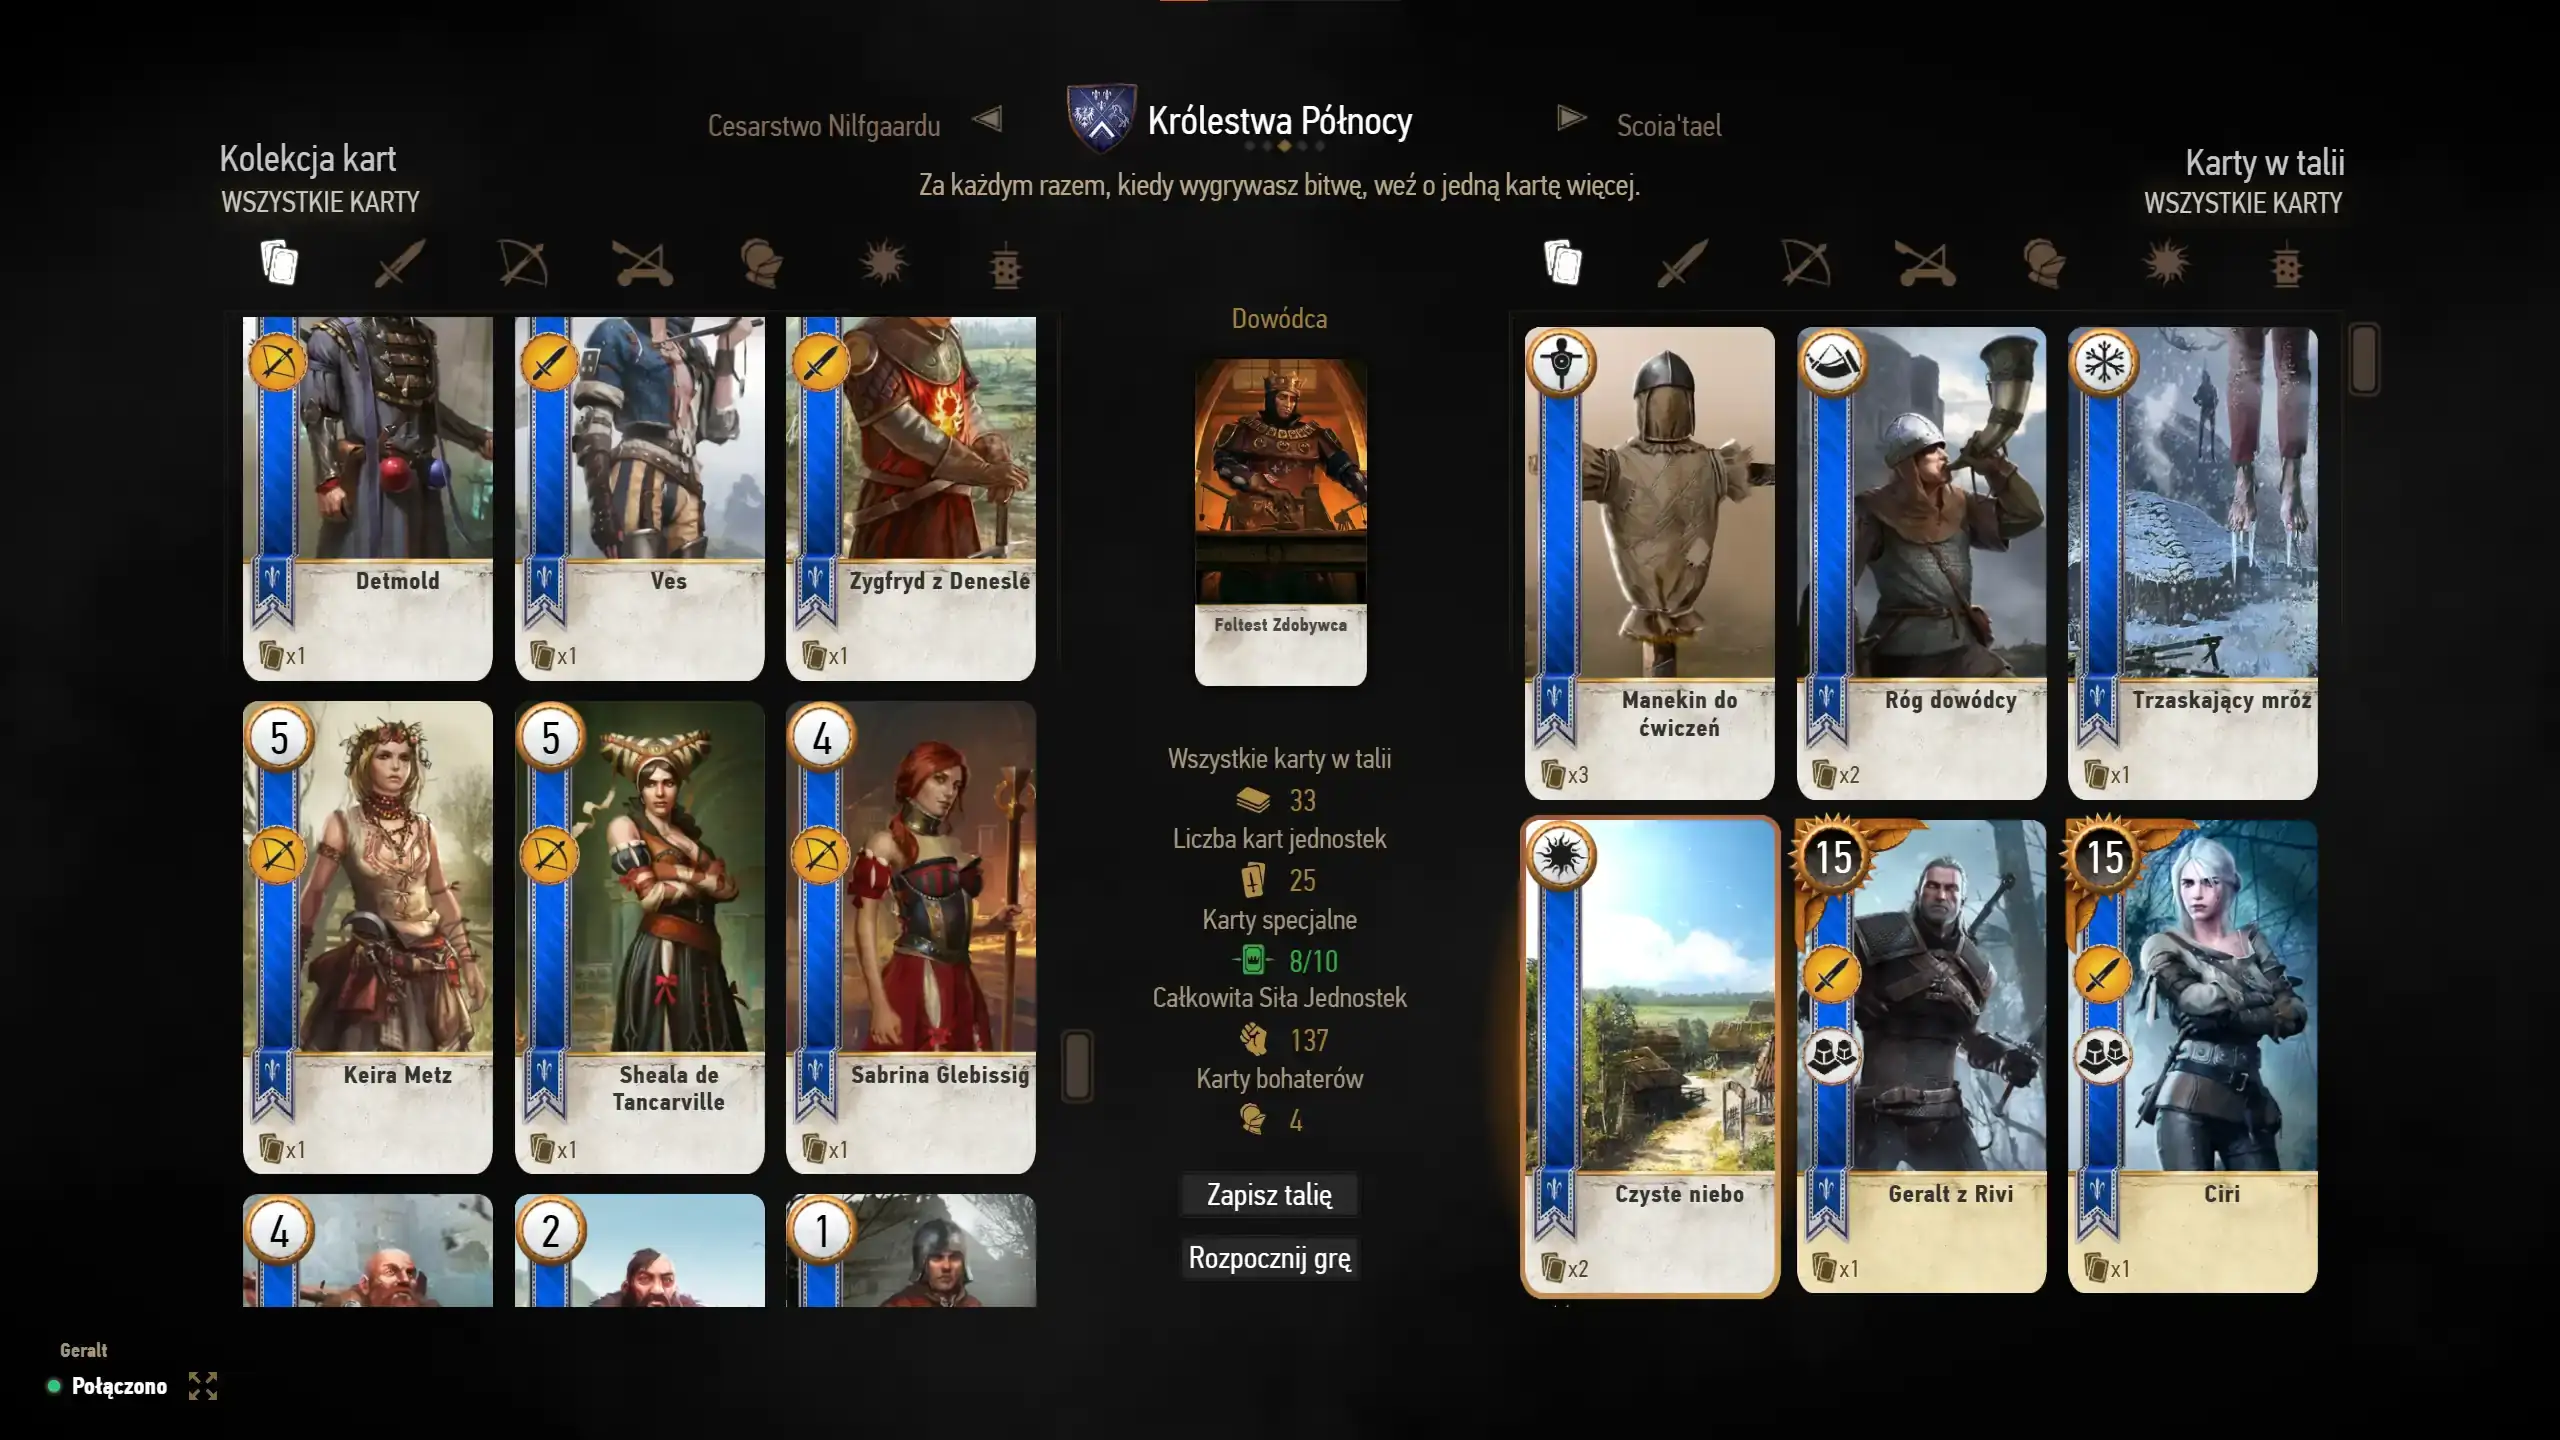 Cesarstwo Nilfgaardu
Królestwa Północy
Scoia'tael
Za każdym razem, kiedy wygrywasz bitwę, weź o jedną kartę więcej.
Kolekcja kart
WSZYSTKIE KARTY
Karty w talii
WSZYSTKIE KARTY
Detmold
x1
Ves
x1
Zygfryd z Denesle
x1
5
Keira Metz
x1
5
Sheala de
Tancarville
x1
4
Sabrina Glebissig
x1
4
2
1
Dowódca
Foltest Zdobywca
Wszystkie karty w talii
33
Liczba kart jednostek
25
Karty specjalne
8/10
Całkowita Siła Jednostek
137
Karty bohaterów
4
Zapisz talię
Rozpocznij grę
Manekin do
ćwiczeń
x3
Róg dowódcy
x2
Trzaskający mróz
x1
Czyste niebo
x2
15
Geralt z Rivi
x1
15
Ciri
x1
Geralt
Połączono